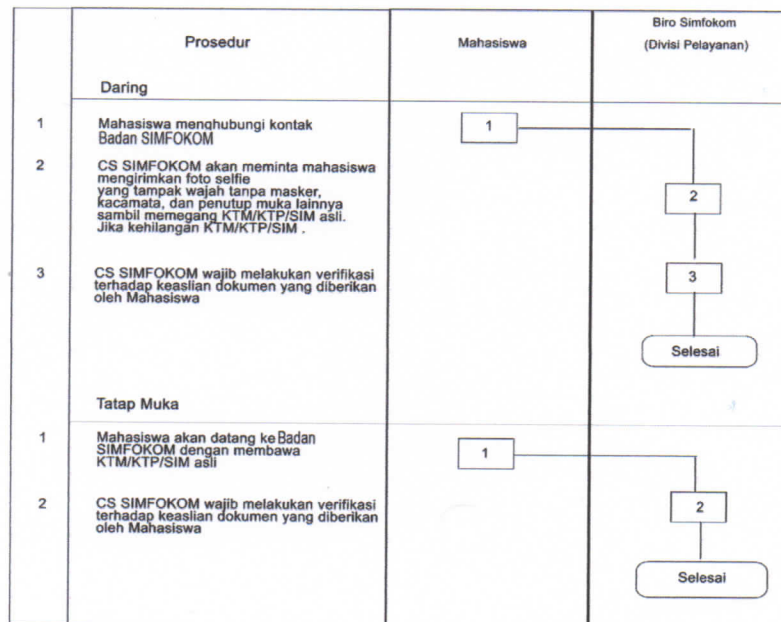 Prosedur
Mahasiswa
Biro Simfokom
(Divisi Pelayanan)
Daring
1
Mahasiswa menghubungi kontak
Badan SIMFOKOM
1
2
CS SIMFOKOM akan meminta mahasiswa
mengirimkan foto selfie
yang tampak wajah tanpa masker,
kacamata, dan penutup muka lainnya
sambil memegang KTM/KTP/SIM asli.
Jika kehilangan KTM/KTP/SIM .
2
3
CS SIMFOKOM wajib melakukan verifikasi
terhadap keaslian dokumen yang diberikan
oleh Mahasiswa
3
Selesai
Tatap Muka
1
Mahasiswa akan datang ke Badan
SIMFOKOM dengan membawa
KTM/KTP/SIM asli
1
2
CS SIMFOKOM wajib melakukan verifikasi
terhadap keaslian dokumen yang diberikan
oleh Mahasiswa
2
Selesai